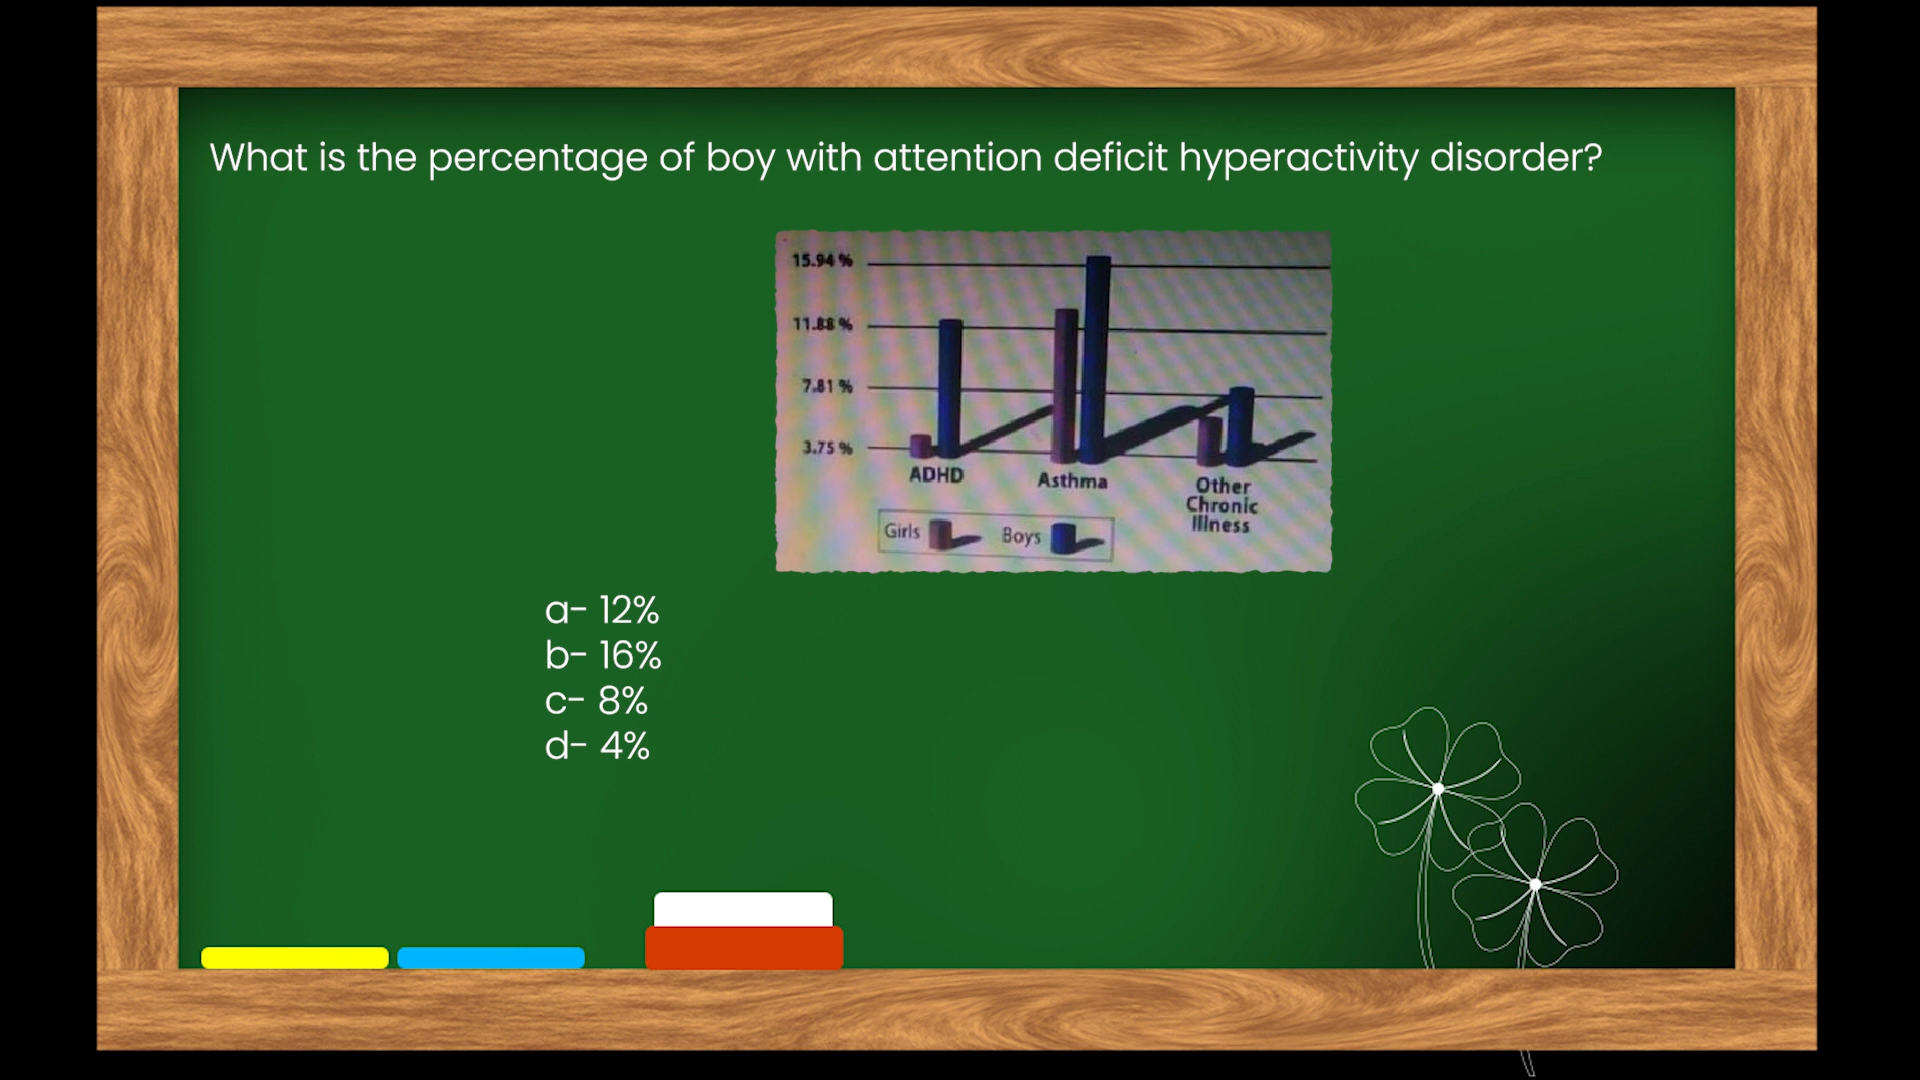 What is the percentage of boy with attention deficit hyperactivity disorder?
15.94 %
11.88 %
7.81 %
3.75 %
ADHD
Asthma
Other
Chronic
Illness
Girls
Boys
a- 12%
b- 16%
c- 8%
d- 4%